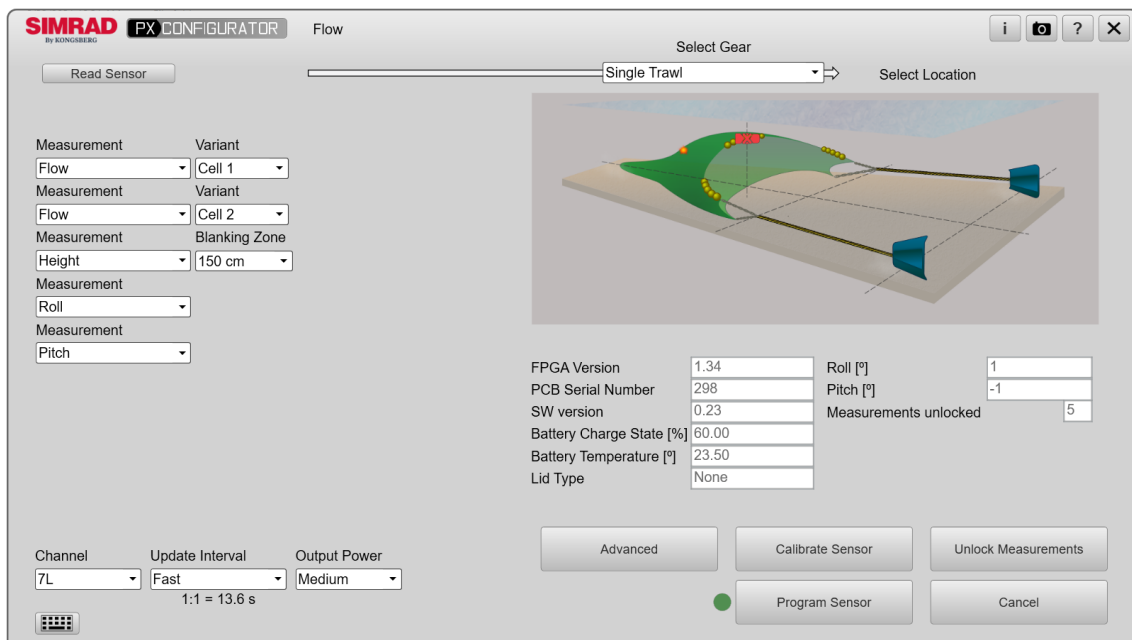 SIMRAD
By KONGSBERG
PX CONFIGURATOR
Flow
i
?
Select Gear
Read Sensor
Single Trawl
Select Location
Measurement Variant
Flow Cell 1
Measurement Variant
Flow Cell 2
Measurement Blanking Zone
Height 150 cm
Measurement
Roll
Measurement
Pitch
PX
FPGA Version 1.34
PCB Serial Number 298
SW version 0.23
Battery Charge State [%] 60.00
Battery Temperature [º] 23.50
Lid Type None
Roll [º] 1
Pitch [º] -1
Measurements unlocked 5
Channel Update Interval Output Power
7L Fast Medium
1:1 = 13.6 s
Advanced Calibrate Sensor Unlock Measurements
Program Sensor Cancel